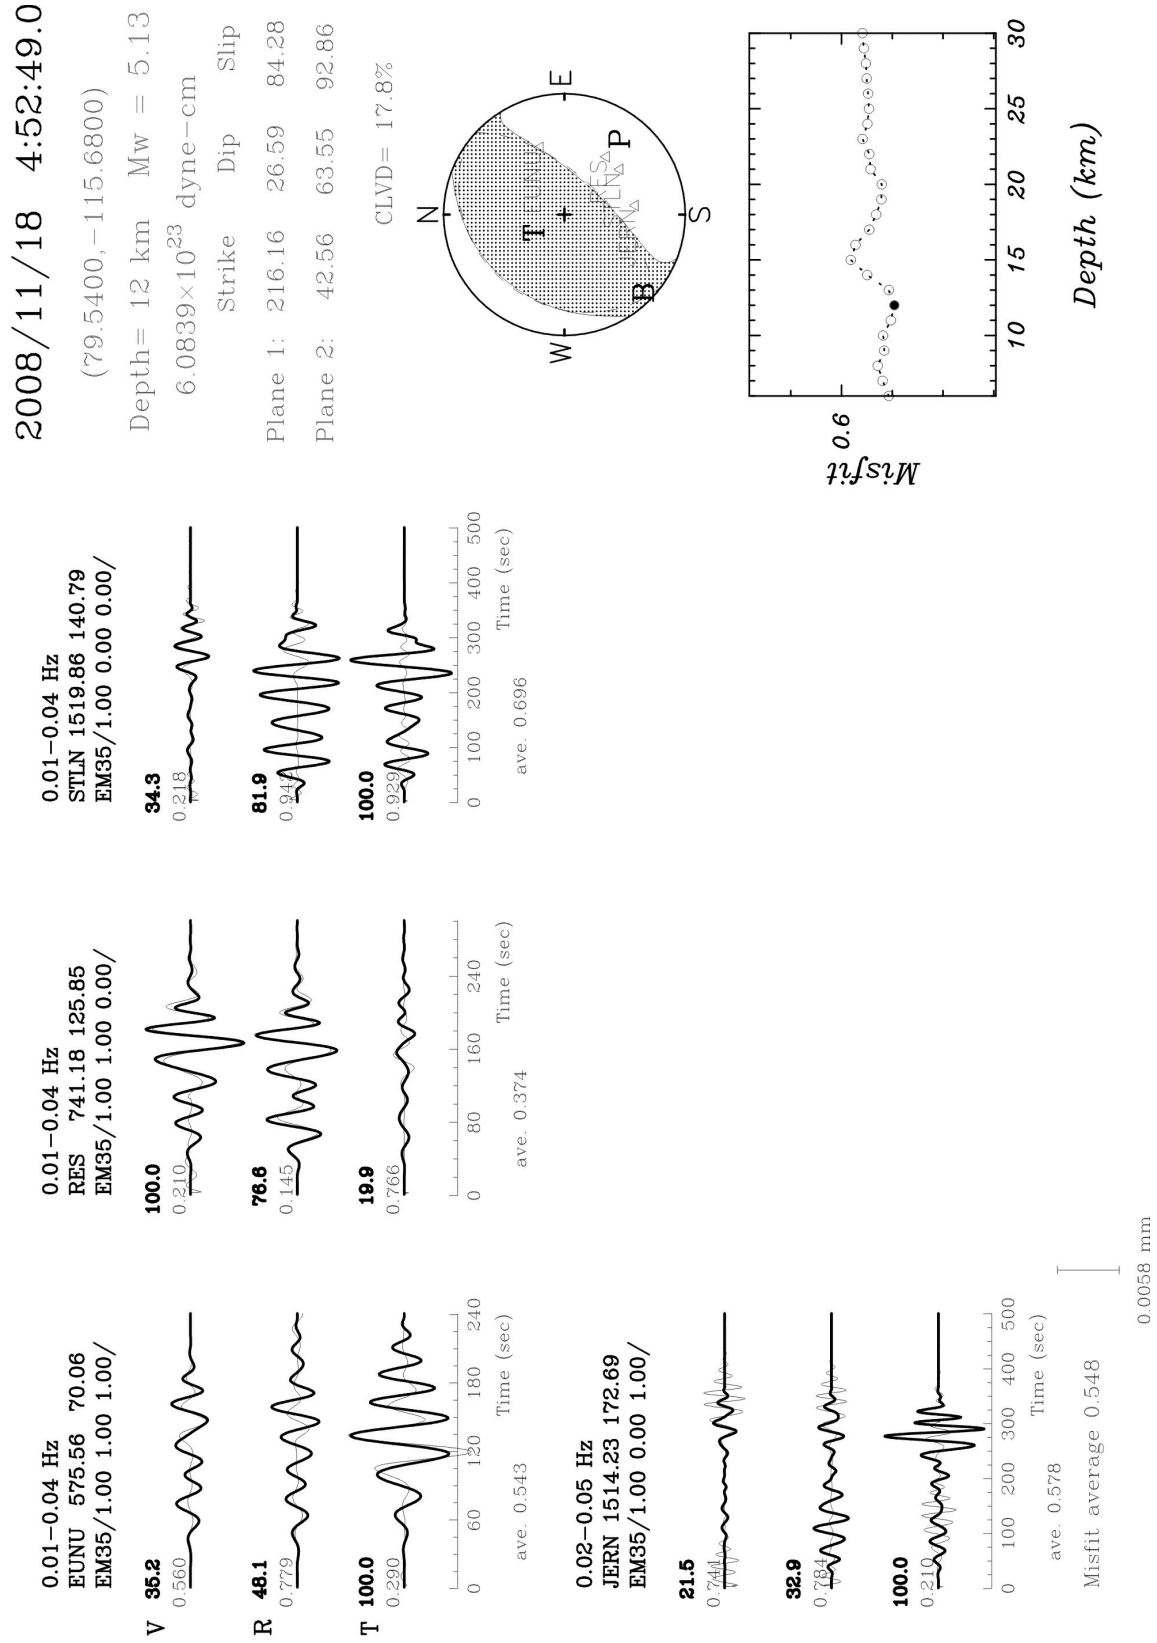 0.01-0.04 Hz
EUNU 575.56 70.06
EM35/1.00 1.00 1.00/
V
35.2
0.560
R
48.1
0.779
T
100.0
0.290
0 60 120 180 240
Time (sec)
ave. 0.543
0.01-0.04 Hz
RES 741.18 125.85
EM35/1.00 1.00 0.00/
100.0
0.210
76.6
0.145
19.9
0.766
0 80 160 240
Time (sec)
ave. 0.374
0.01-0.04 Hz
STLN 1519.86 140.79
EM35/1.00 0.00 0.00/
34.3
0.218
81.9
100.0
0.929
0 100 200 300 400 500
Time (sec)
ave. 0.696
2008/11/18 4:52:49.0
(79.5400,-115.6800)
Depth= 12 km Mw = 5.13
6.0839×10²³ dyne-cm
Strike Dip Slip
Plane 1: 216.16 26.59 84.28
Plane 2: 42.56 63.55 92.86
CLVD= 17.8%
N
E
S
W
T
P
B
Misfit
0.6
10 15 20 25 30
Depth (km)
0.02-0.05 Hz
JERN 1514.23 172.69
EM35/1.00 0.00 1.00/
21.5
32.9
0.784
100.0
0.210
0 100 200 300 400 500
Time (sec)
ave. 0.578
Misfit average 0.548
0.0058 mm